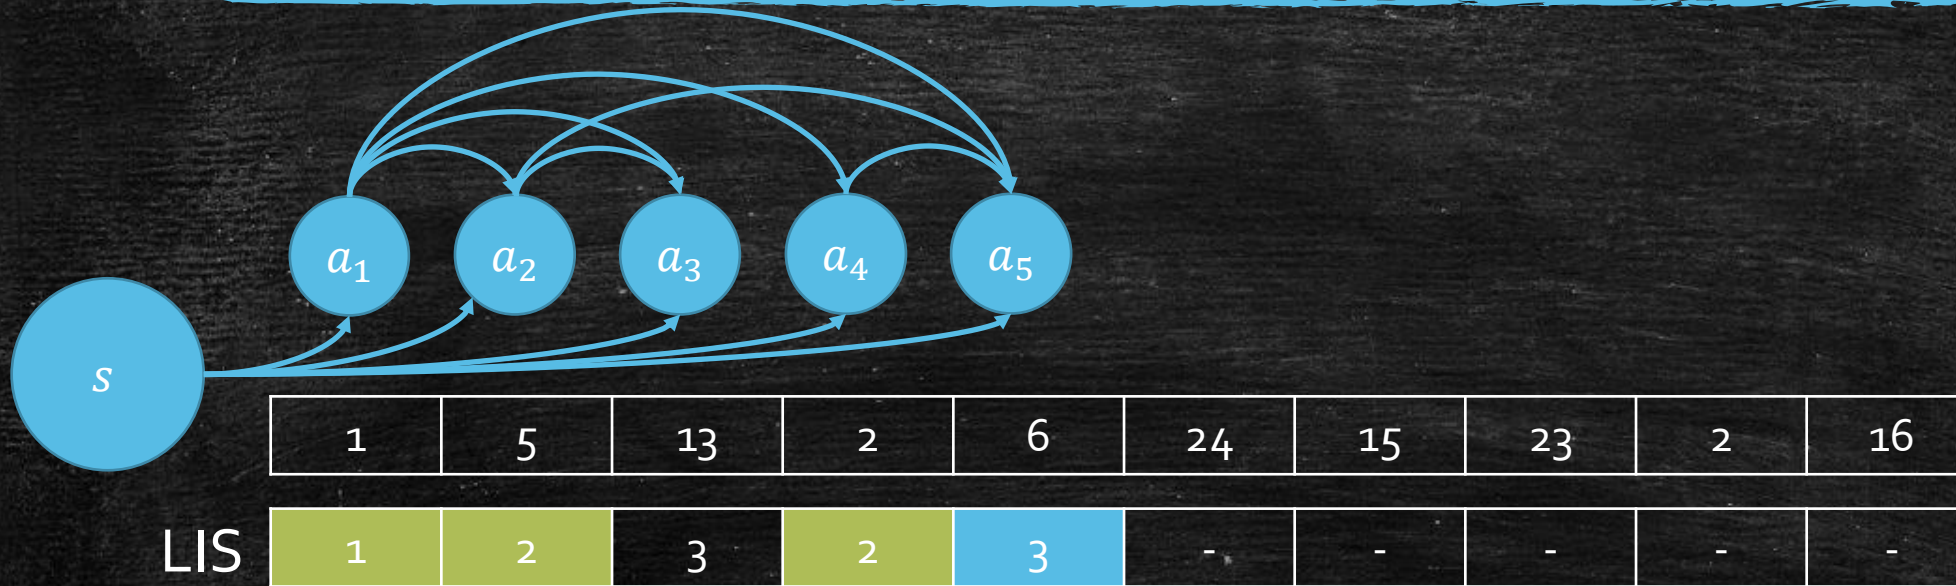 a₁ a₂ a₃ a₄ a₅
s
1 5 13 2 6 24 15 23 2 16
LIS 1 2 3 2 3 - - - - -